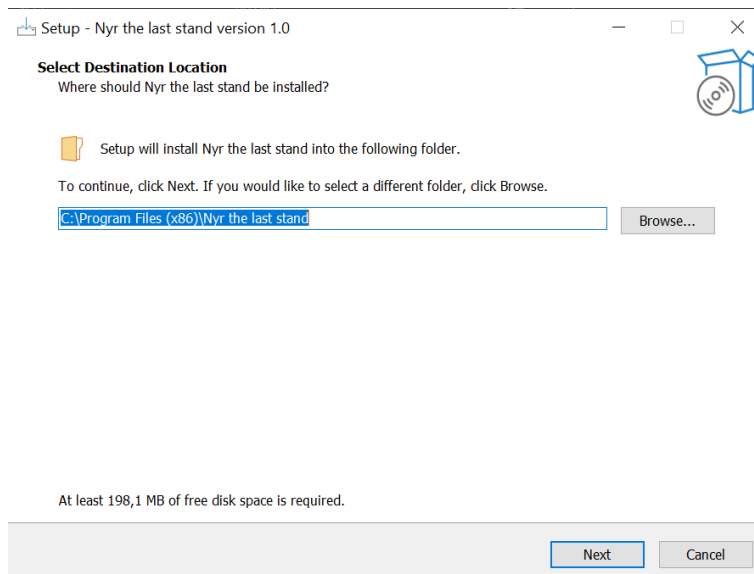 Setup - Nyr the last stand version 1.0
Select Destination Location
Where should Nyr the last stand be installed?
Setup will install Nyr the last stand into the following folder.
To continue, click Next. If you would like to select a different folder, click Browse.
C:\Program Files (x86)\Nyr the last stand
Browse...
At least 198,1 MB of free disk space is required.
Next
Cancel